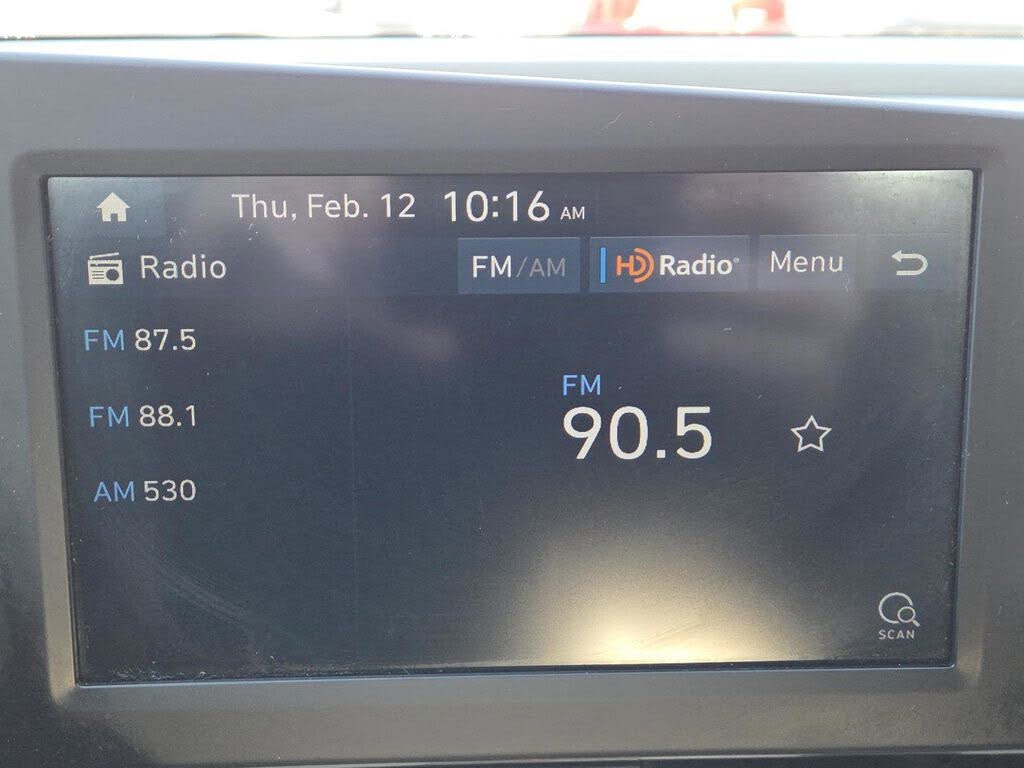 Thu, Feb. 12 10:16 AM
Radio FM/AM HD Radio® Menu
FM 87.5
FM 88.1
AM 530
FM
90.5
SCAN